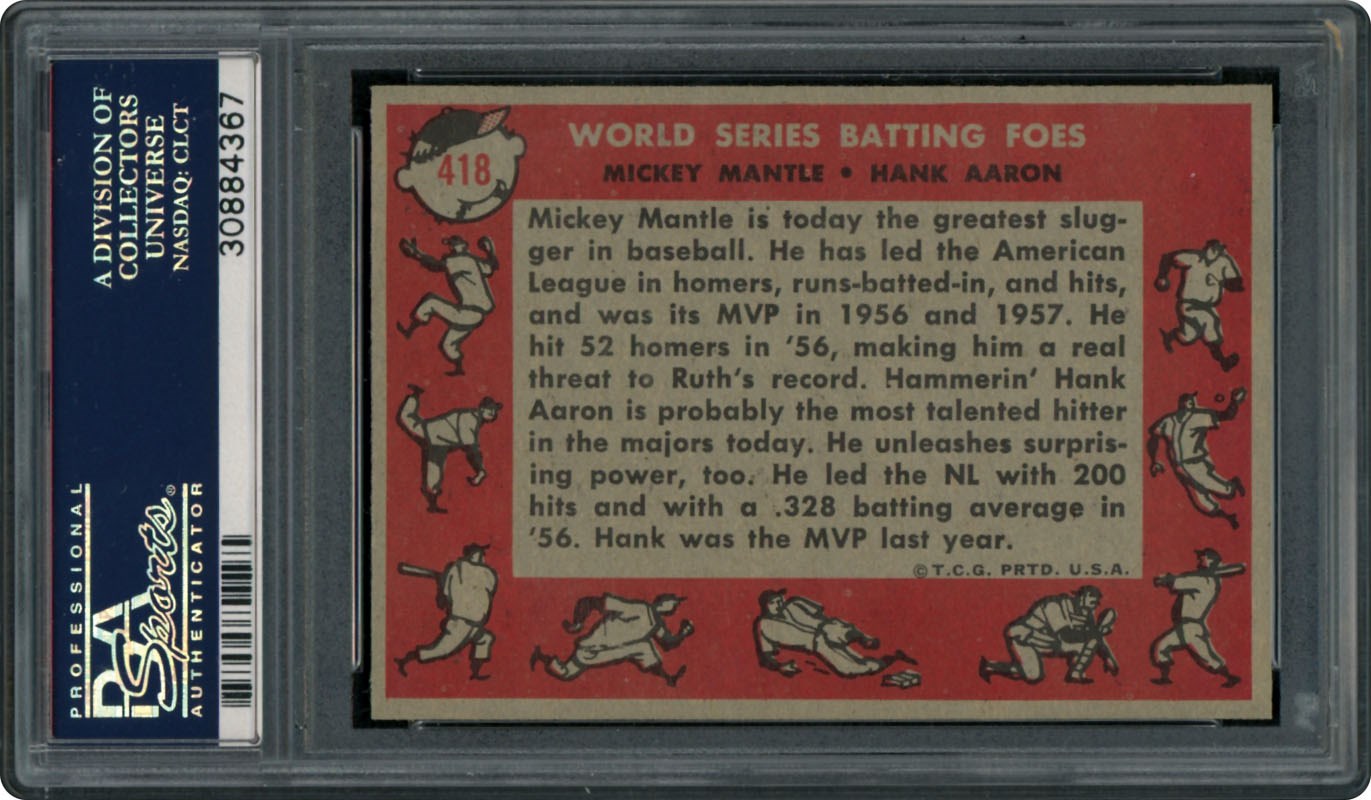 A DIVISION OF
COLLECTORS
UNIVERSE
NASDAQ: CLCT
30884367
PROFESSIONAL
PSA
Sports®
AUTHENTICATOR
418
WORLD SERIES BATTING FOES
MICKEY MANTLE • HANK AARON
Mickey Mantle is today the greatest slug-
ger in baseball. He has led the American
League in homers, runs-batted-in, and hits,
and was its MVP in 1956 and 1957. He
hit 52 homers in '56, making him a real
threat to Ruth's record. Hammerin' Hank
Aaron is probably the most talented hitter
in the majors today. He unleashes surpris-
ing power, too. He led the NL with 200
hits and with a .328 batting average in
'56. Hank was the MVP last year.
© T.C.G. PRTD. U.S.A.